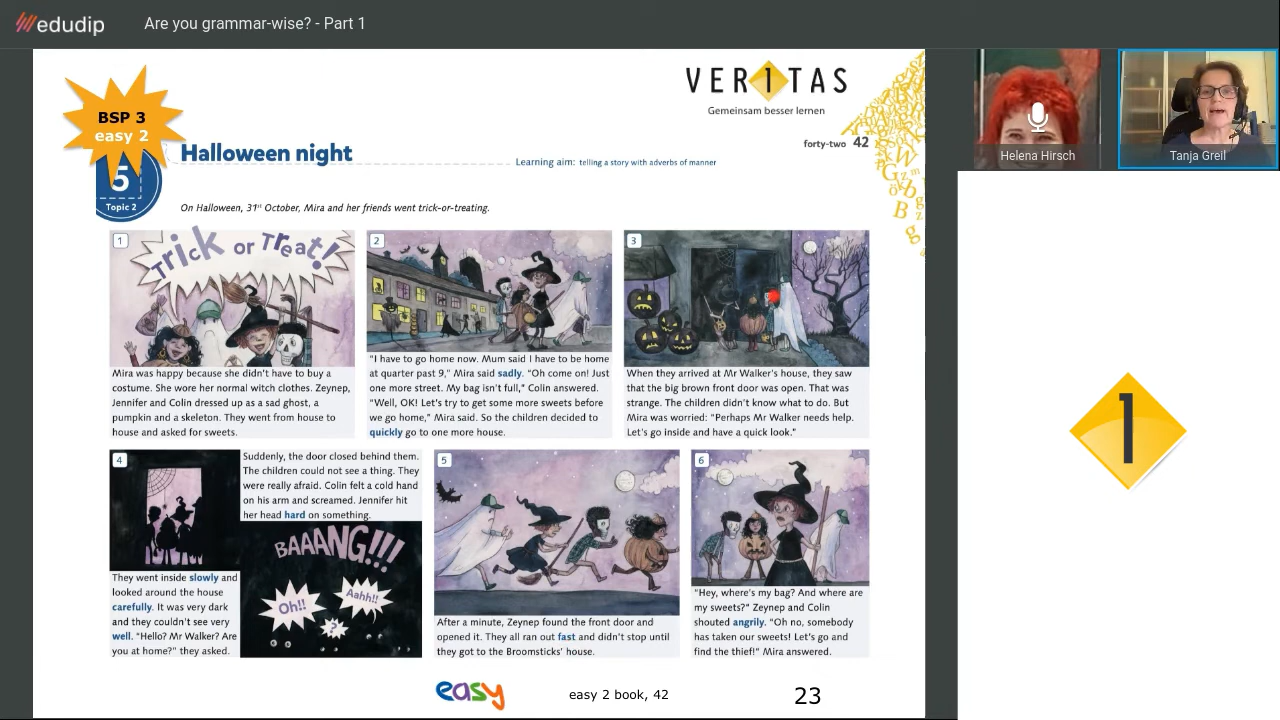 edudip
Are you grammar-wise? - Part 1
BSP 3
easy 2
5
Topic 2
Halloween night
Learning aim: telling a story with adverbs of manner
VER1TAS
Gemeinsam besser lernen
forty-two 42
On Halloween, 31st October, Mira and her friends went trick-or-treating.
1
Trick or Treat!
Mira was happy because she didn't have to buy a
costume. She wore her normal witch clothes. Zeynep,
Jennifer and Colin dressed up as a sad ghost, a
pumpkin and a skeleton. They went from house to
house and asked for sweets.
2
"I have to go home now. Mum said I have to be home
at quarter past 9," Mira said sadly. "Oh come on! Just
one more street. My bag isn't full," Colin answered.
"Well, OK! Let's try to get some more sweets before
we go home," Mira said. So the children decided to
quickly go to one more house.
3
When they arrived at Mr Walker's house, they saw
that the big brown front door was open. That was
strange. The children didn't know what to do. But
Mira was worried: "Perhaps Mr Walker needs help.
Let's go inside and have a quick look."
4
They went inside slowly and
looked around the house
carefully. It was very dark
and they couldn't see very
well. "Hello? Mr Walker? Are
you at home?" they asked.
Suddenly, the door closed behind them.
The children could not see a thing. They
were really afraid. Colin felt a cold hand
on his arm and screamed. Jennifer hit
her head hard on something.
BAAANG!!!
Oh!!
Aahh!!
5
After a minute, Zeynep found the front door and
opened it. They all ran out fast and didn't stop until
they got to the Broomsticks' house.
6
"Hey, where's my bag? And where are
my sweets?" Zeynep and Colin
shouted angrily. "Oh no, somebody
has taken our sweets! Let's go and
find the thief!" Mira answered.
easy
easy 2 book, 42
23
Helena Hirsch
Tanja Greil
1